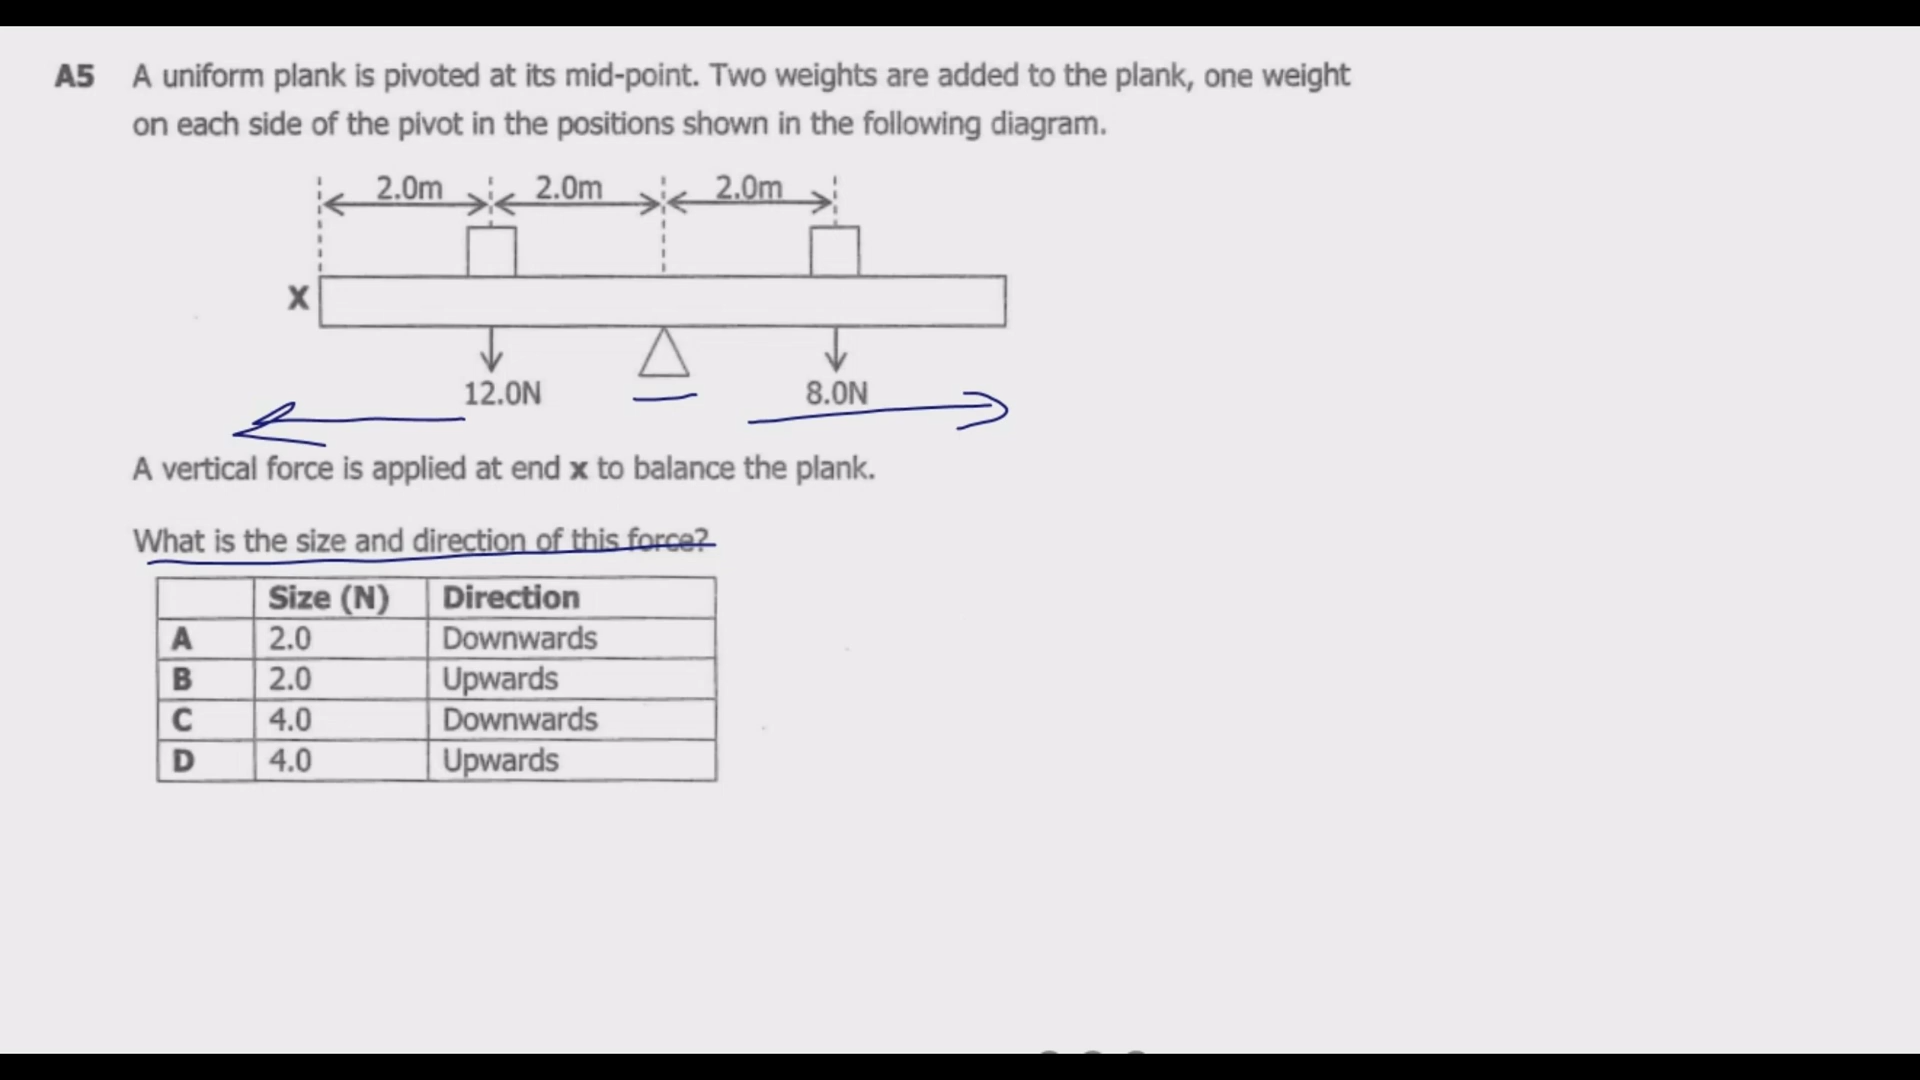 A5 A uniform plank is pivoted at its mid-point. Two weights are added to the plank, one weight
on each side of the pivot in the positions shown in the following diagram.
2.0m 2.0m 2.0m
x
12.0N 8.0N
A vertical force is applied at end x to balance the plank.
What is the size and direction of this force?
Size (N) Direction
A 2.0 Downwards
B 2.0 Upwards
C 4.0 Downwards
D 4.0 Upwards